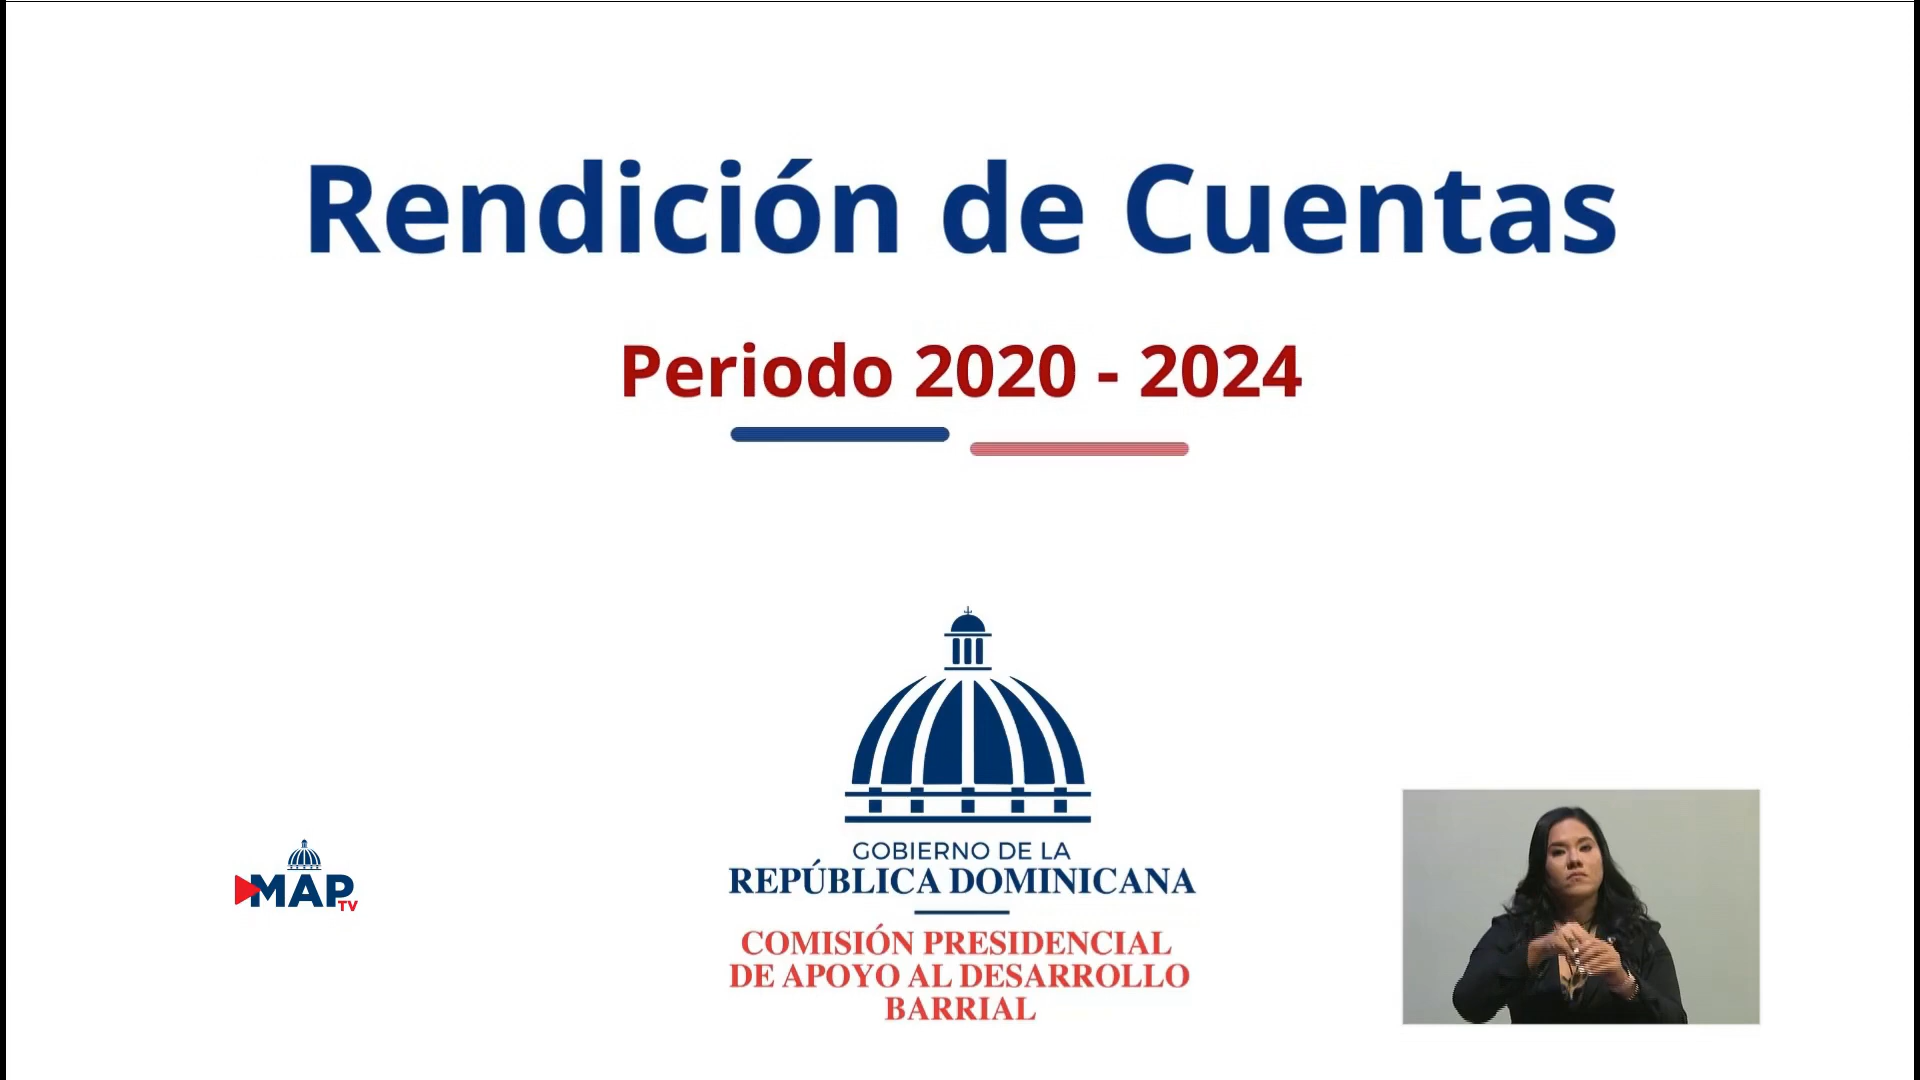 Rendición de Cuentas
Periodo 2020 - 2024
GOBIERNO DE LA
REPÚBLICA DOMINICANA
COMISIÓN PRESIDENCIAL
DE APOYO AL DESARROLLO
BARRIAL
MAP
TV